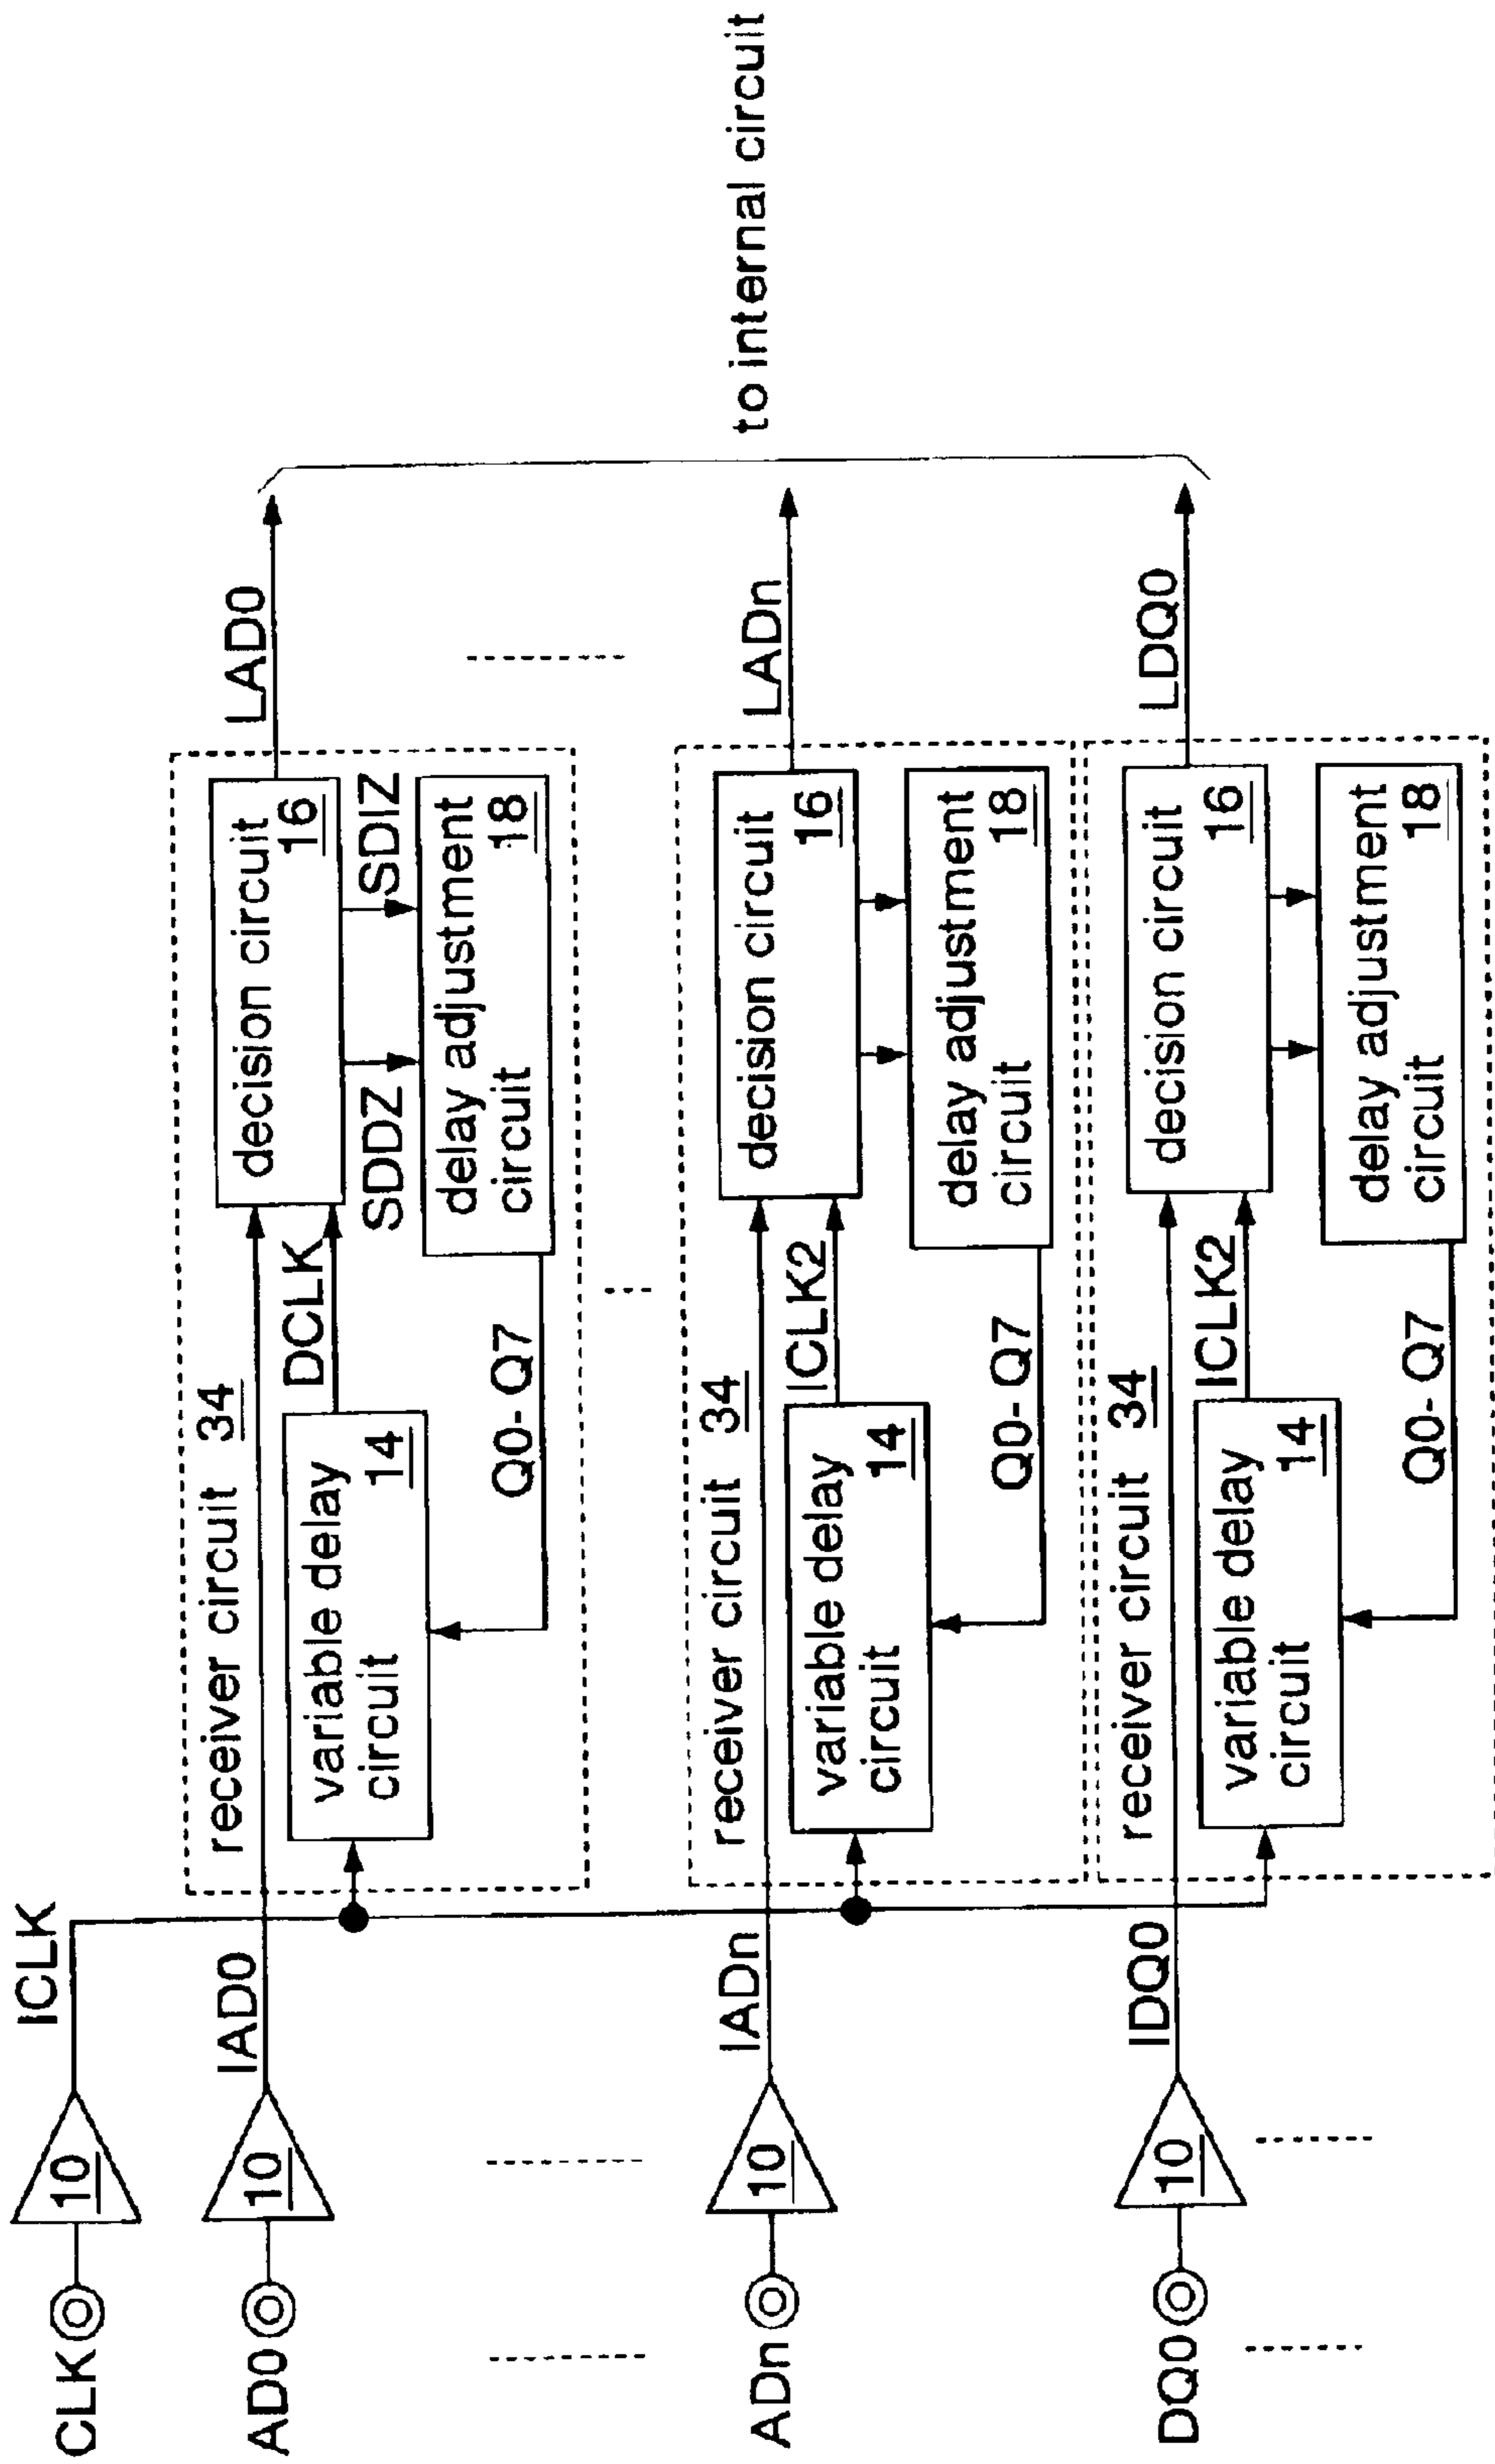 CLK
10
ICLK
AD0
10
IAD0
receiver circuit 34
variable delay
circuit 14
DCLK
decision circuit
16
SDDZ
SDIZ
delay adjustment
circuit 18
Q0- Q7
LAD0
ADn
10
IADn
receiver circuit 34
variable delay
circuit 14
ICLK2
decision circuit
16
delay adjustment
circuit 18
Q0- Q7
LADn
to internal circuit
DQ0
10
IDQ0
receiver circuit 34
variable delay
circuit 14
ICLK2
decision circuit
16
delay adjustment
circuit 18
Q0- Q7
LDQ0